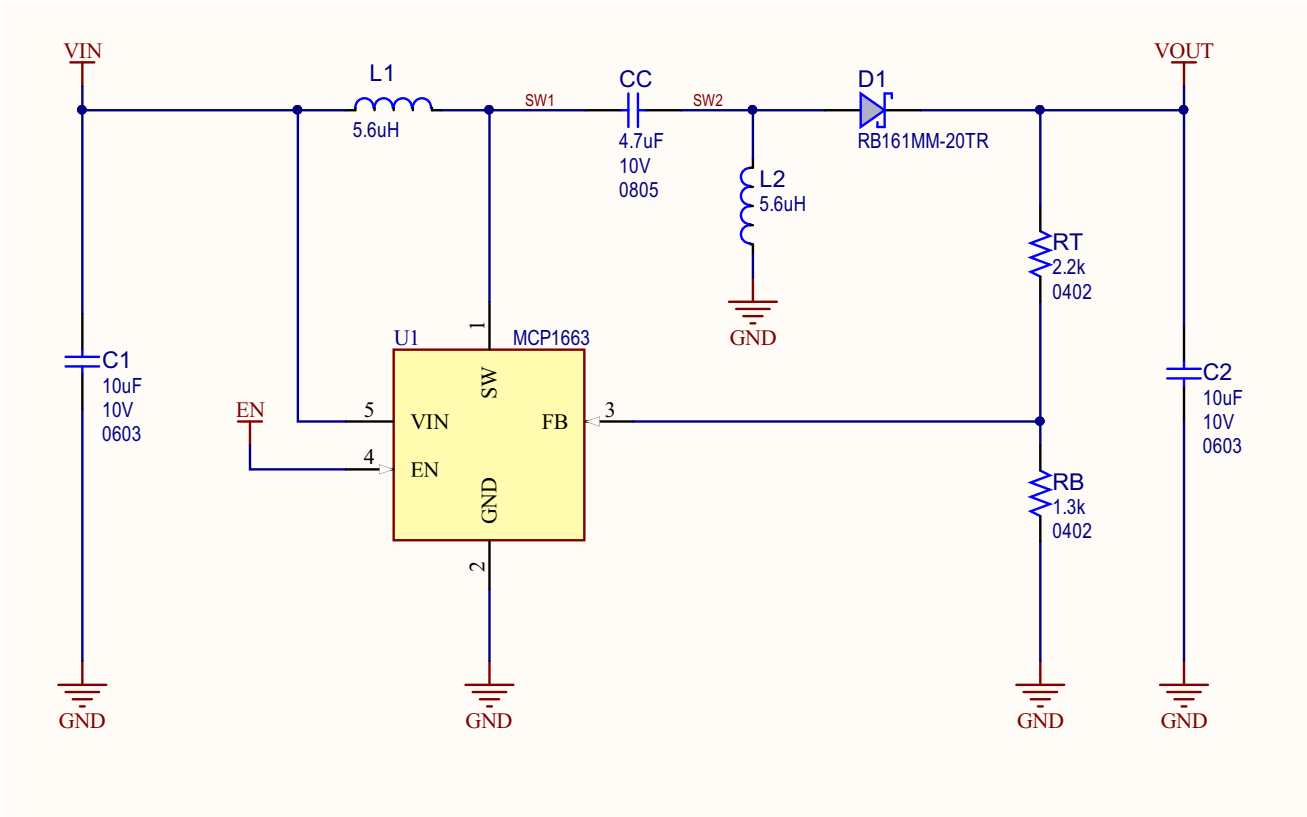 VIN
VOUT
L1
5.6uH
SW1
CC
4.7uF
10V
0805
SW2
D1
RB161MM-20TR
L2
5.6uH
GND
RT
2.2k
0402
C1
10uF
10V
0603
EN
U1
MCP1663
1
SW
5
VIN
FB
3
4
EN
GND
2
C2
10uF
10V
0603
RB
1.3k
0402
GND
GND
GND
GND